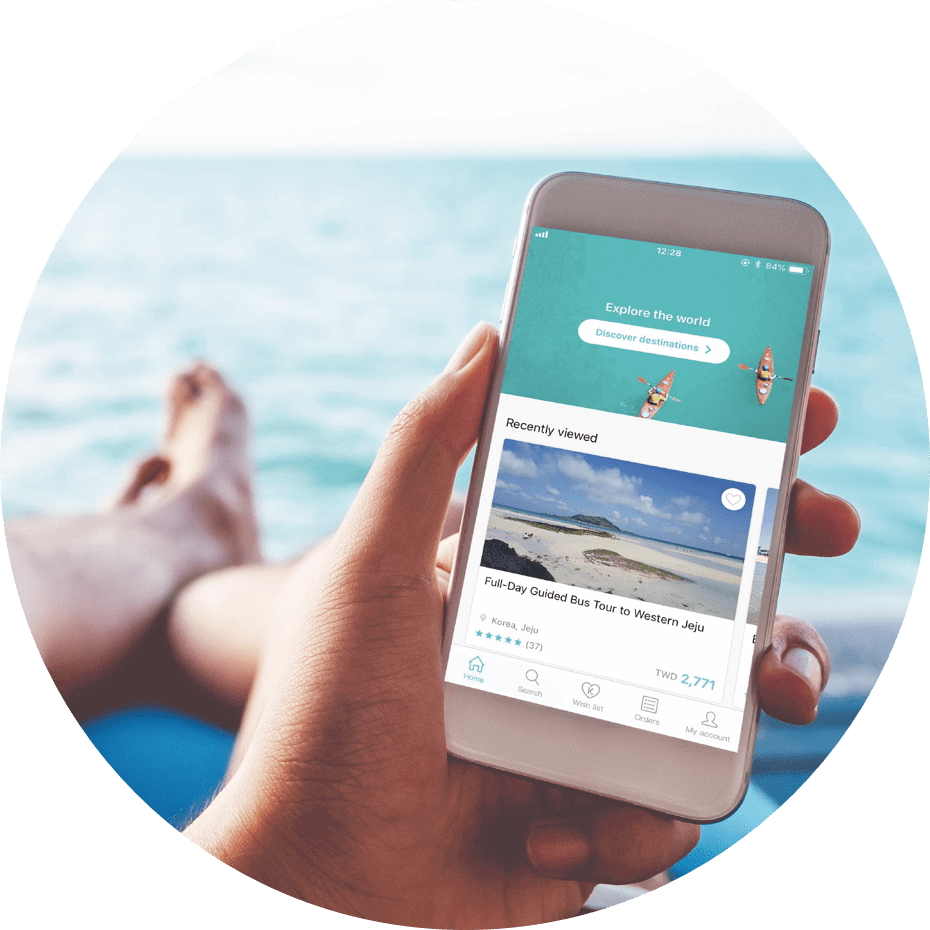 12:28
84%
Explore the world
Discover destinations
Recently viewed
Full-Day Guided Bus Tour to Western Jeju
Korea, Jeju
(37)
TWD 2,771
Home
Search
K
Wish list
Orders
My account